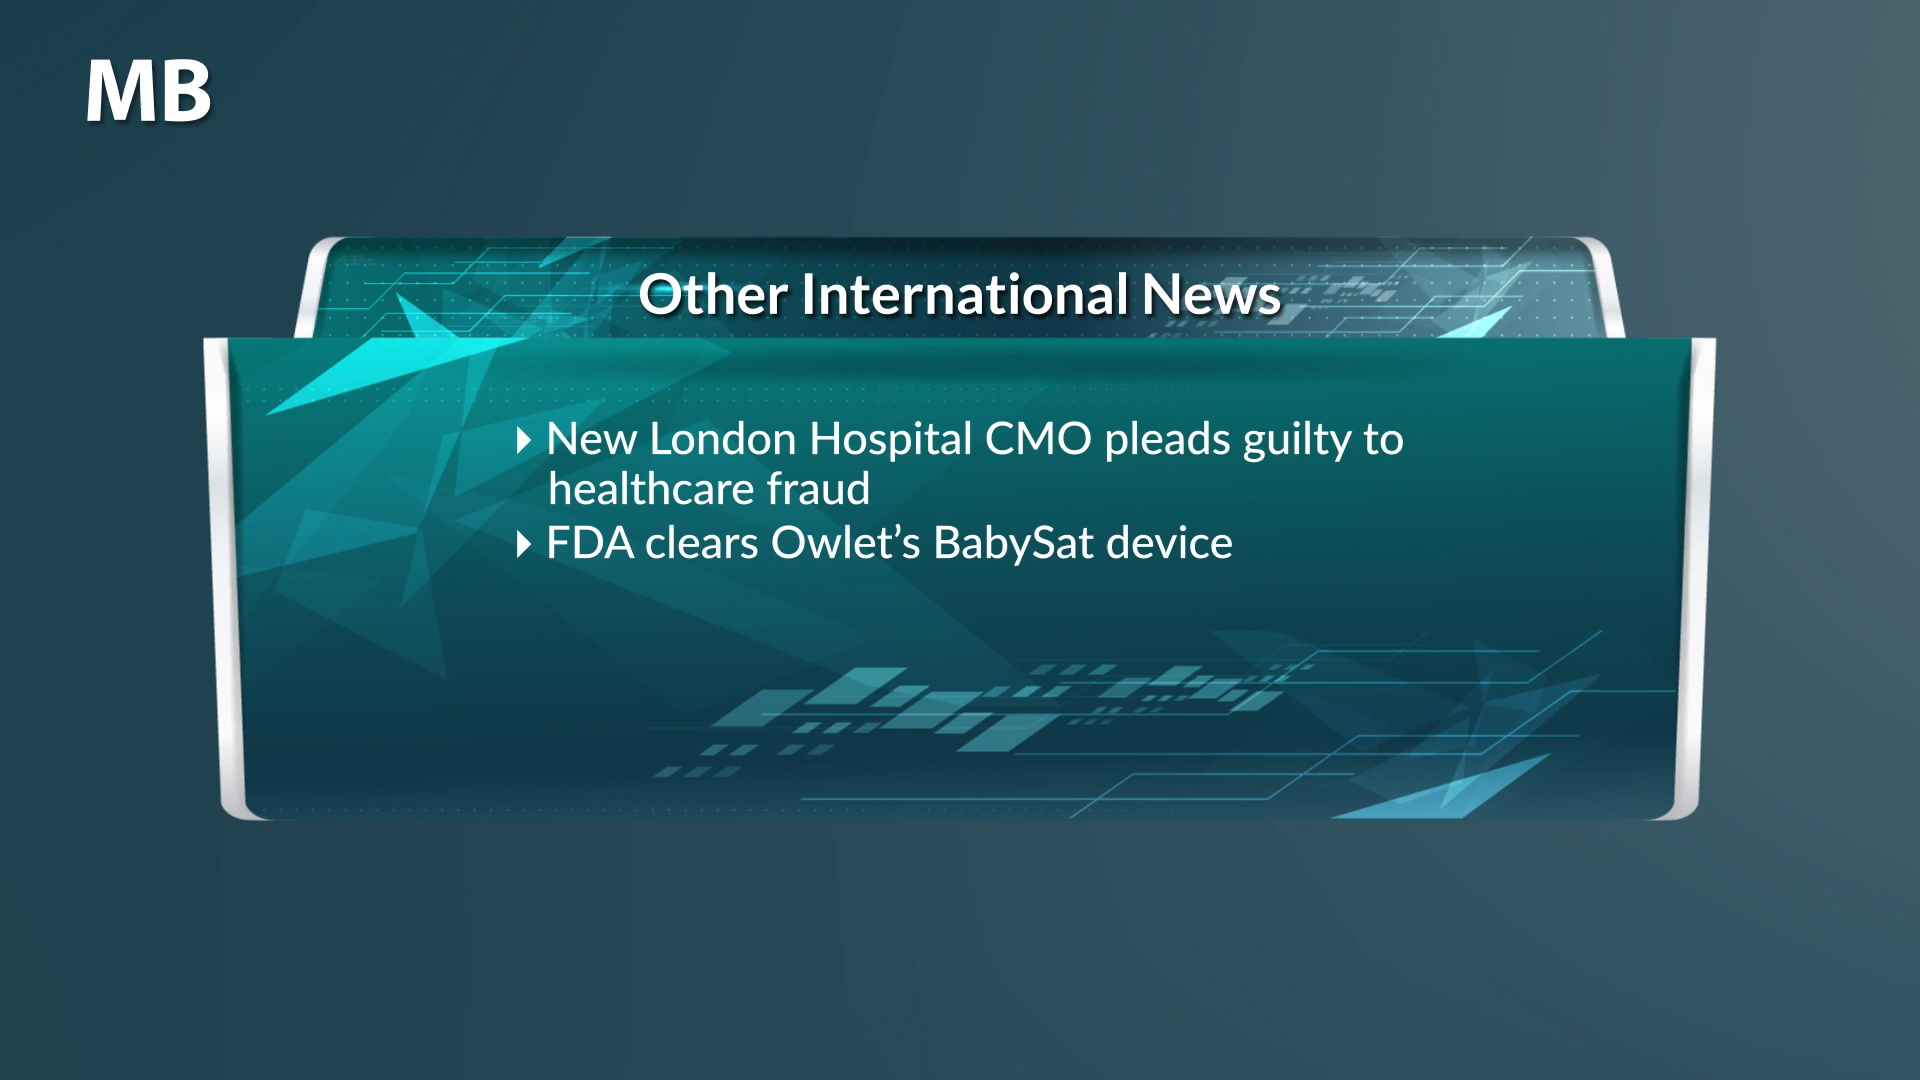 MB
Other International News
New London Hospital CMO pleads guilty to
healthcare fraud
FDA clears Owlet’s BabySat device